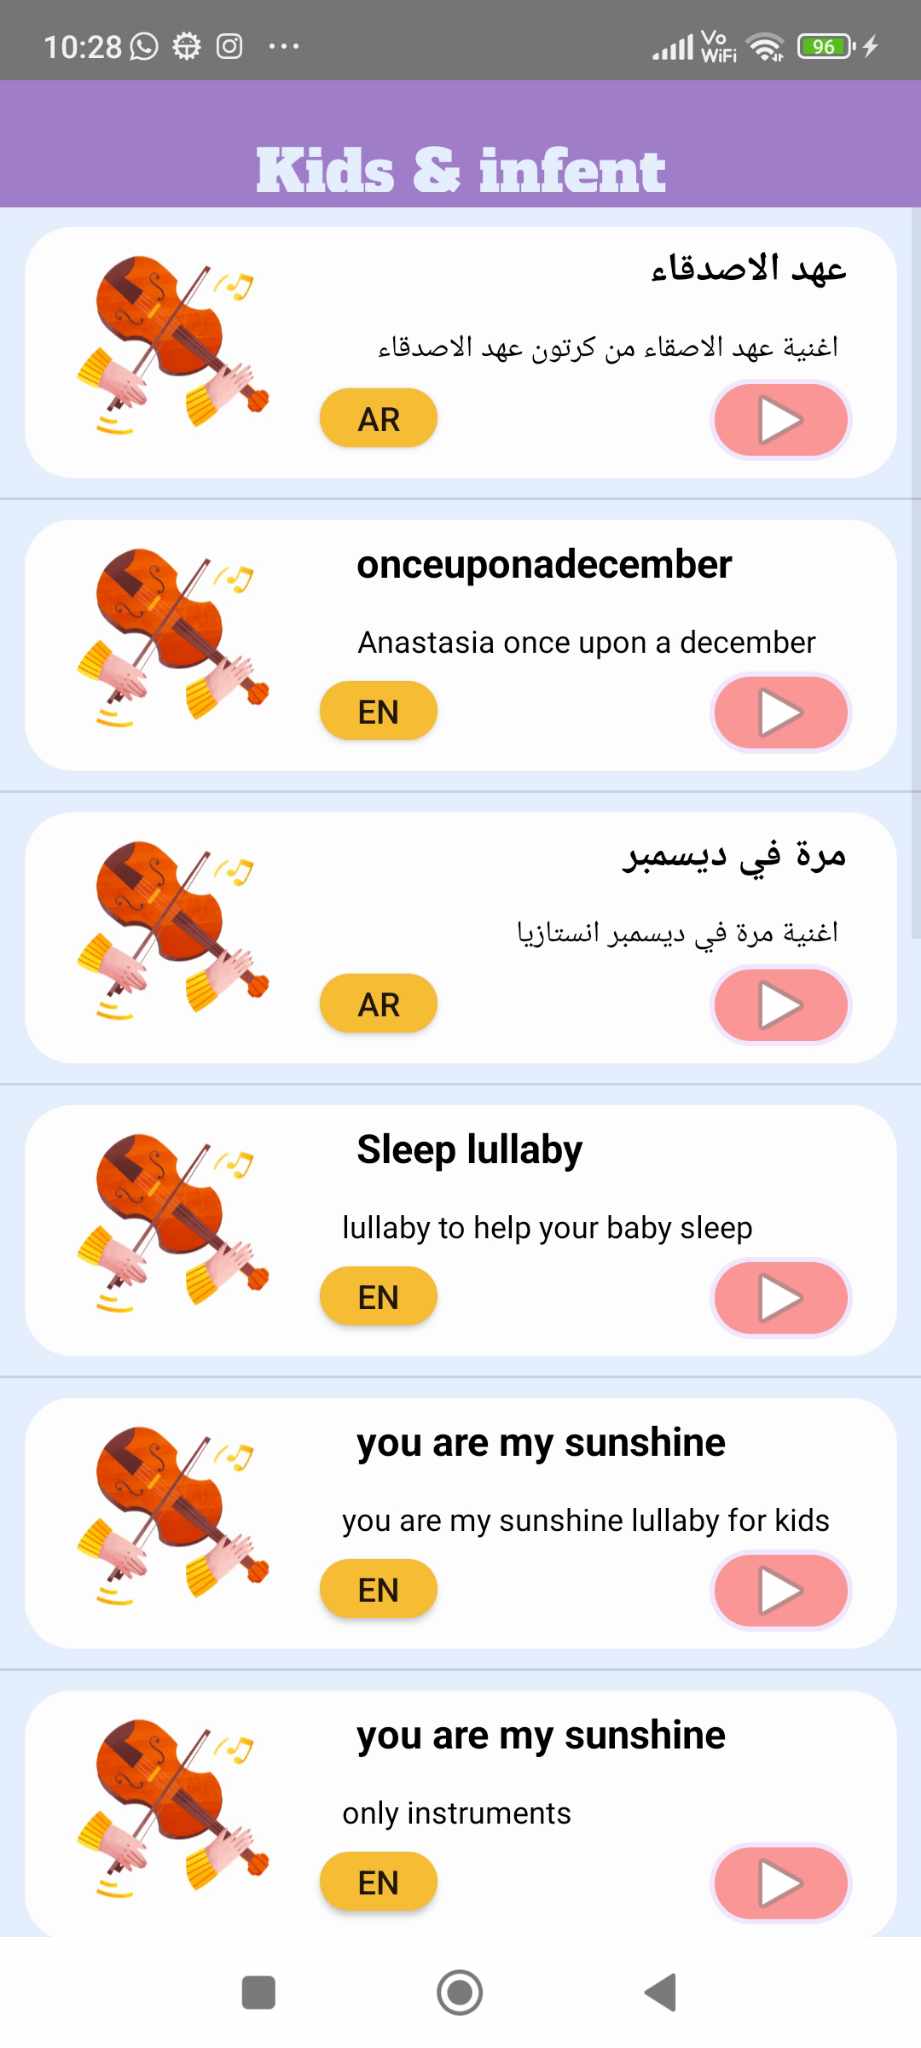 10:28
Vo WiFi
96
Kids & infent
عهد الاصدقاء
اغنية عهد الاصقاء من كرتون عهد الاصدقاء
AR
onceuponadecember
Anastasia once upon a december
EN
مرة في ديسمبر
اغنية مرة في ديسمبر انستازيا
AR
Sleep lullaby
lullaby to help your baby sleep
EN
you are my sunshine
you are my sunshine lullaby for kids
EN
you are my sunshine
only instruments
EN